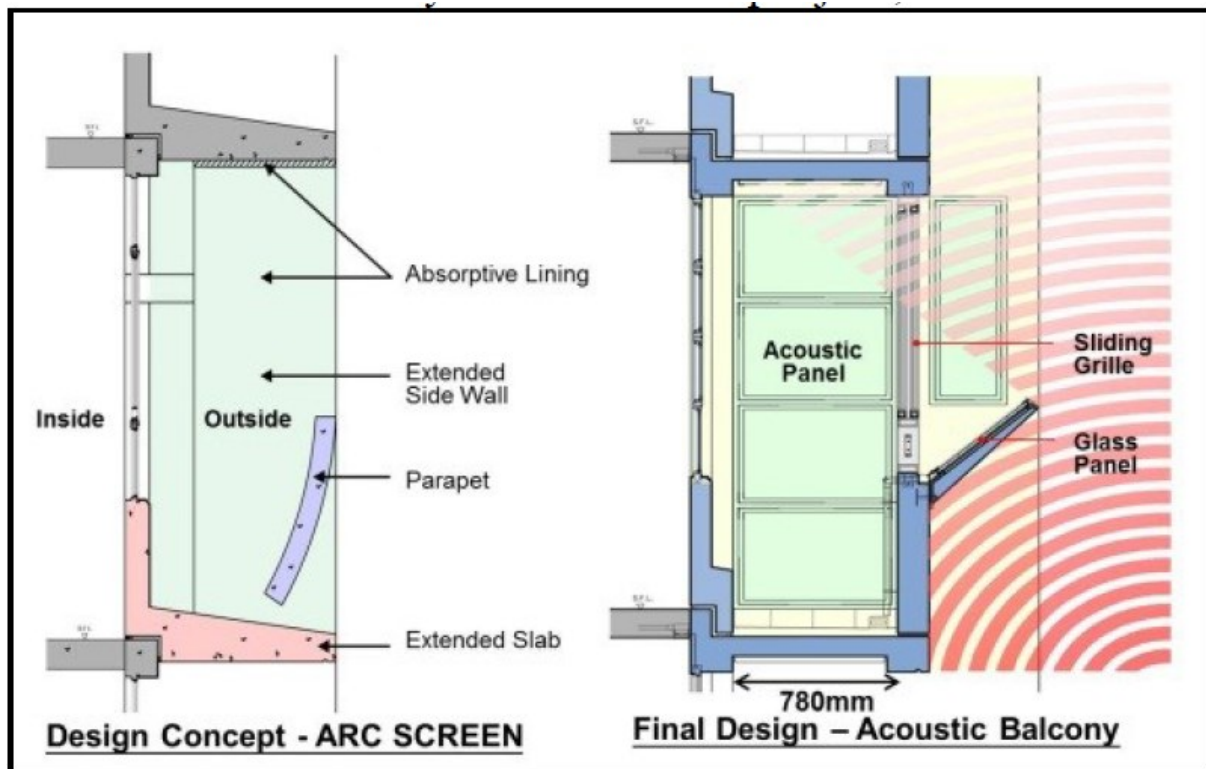 S.F.L.
Absorptive Lining
Extended
Side Wall
Inside
Outside
Parapet
S.F.L.
Extended Slab
Design Concept - ARC SCREEN
S.F.L.
Acoustic
Panel
Sliding
Grille
Glass
Panel
S.F.L.
780mm
Final Design – Acoustic Balcony